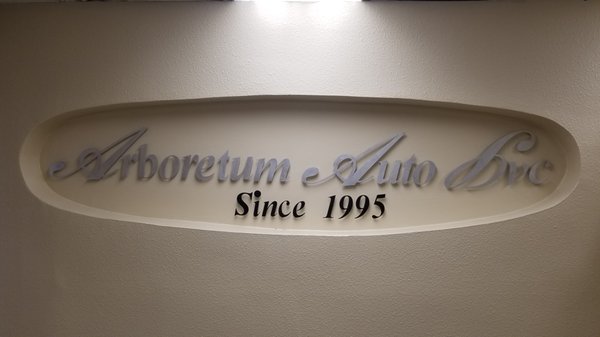 Arboretum Auto Svc
Since 1995